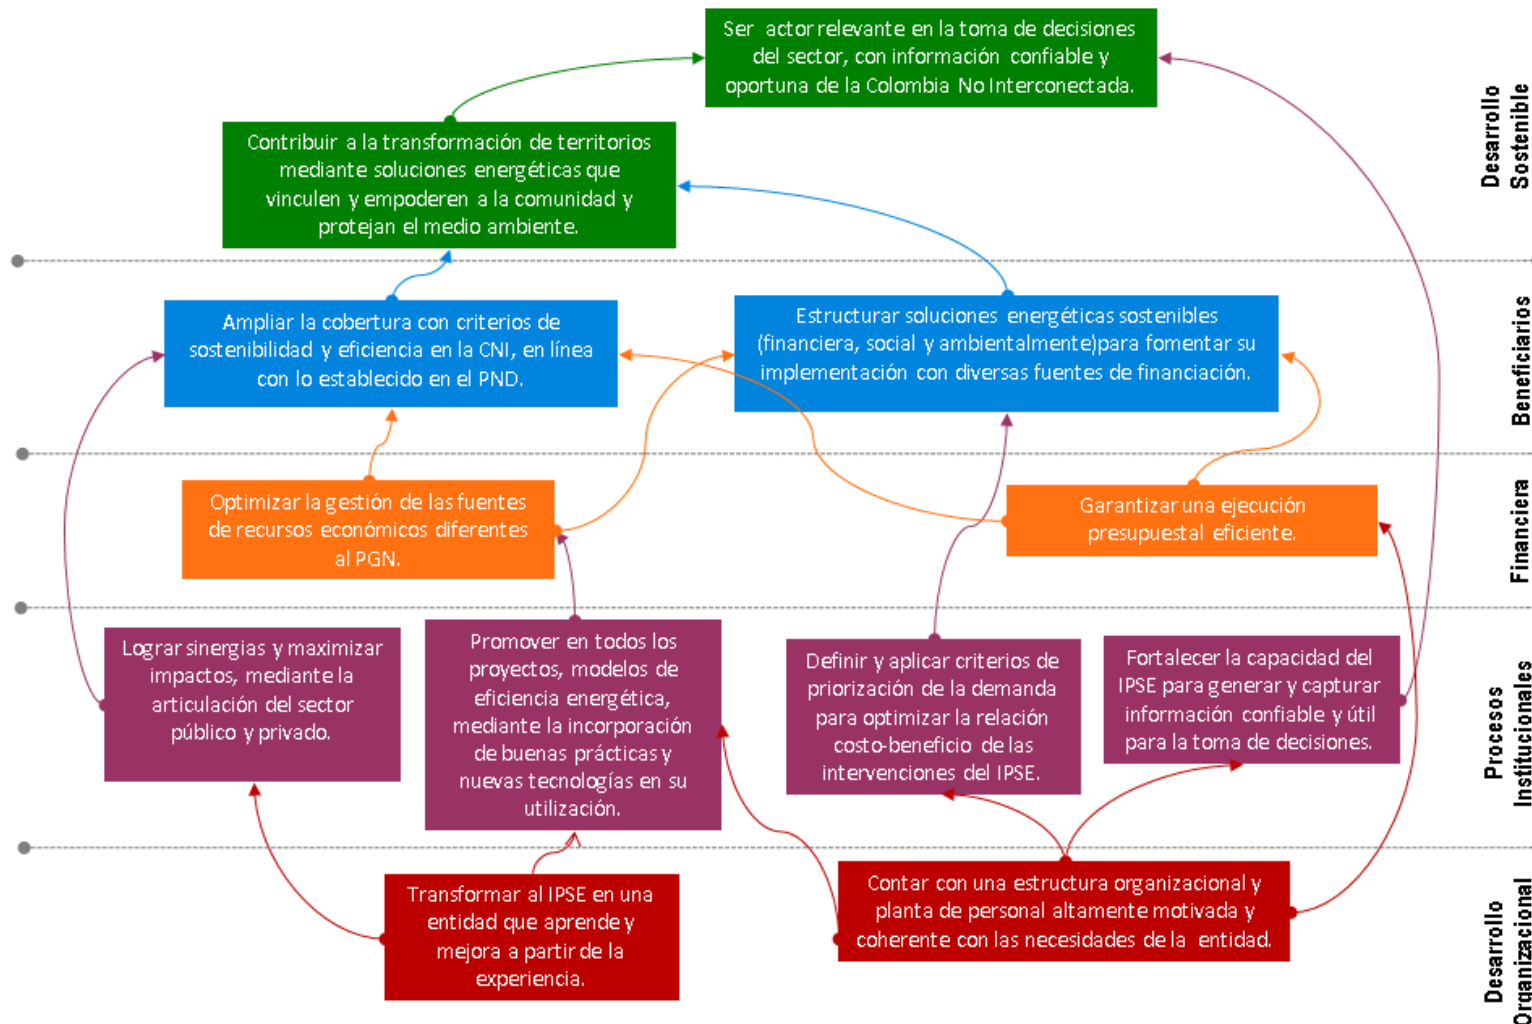 Ser actor relevante en la toma de decisiones
del sector, con información confiable y
oportuna de la Colombia No Interconectada.
Desarrollo
Sostenible
Contribuir a la transformación de territorios
mediante soluciones energéticas que
vinculen y empoderen a la comunidad y
protejan el medio ambiente.
Ampliar la cobertura con criterios de
sostenibilidad y eficiencia en la CNI, en línea
con lo establecido en el PND.
Estructurar soluciones energéticas sostenibles
(financiera, social y ambientalmente)para fomentar su
implementación con diversas fuentes de financiación.
Beneficiarios
Optimizar la gestión de las fuentes
de recursos económicos diferentes
al PGN.
Garantizar una ejecución
presupuestal eficiente.
Financiera
Lograr sinergias y maximizar
impactos, mediante la
articulación del sector
público y privado.
Promover en todos los
proyectos, modelos de
eficiencia energética,
mediante la incorporación
de buenas prácticas y
nuevas tecnologías en su
utilización.
Definir y aplicar criterios de
priorización de la demanda
para optimizar la relación
costo-beneficio de las
intervenciones del IPSE.
Fortalecer la capacidad del
IPSE para generar y capturar
información confiable y útil
para la toma de decisiones.
Procesos
Institucionales
Transformar al IPSE en una
entidad que aprende y
mejora a partir de la
experiencia.
Contar con una estructura organizacional y
planta de personal altamente motivada y
coherente con las necesidades de la entidad.
Desarrollo
Organizacional